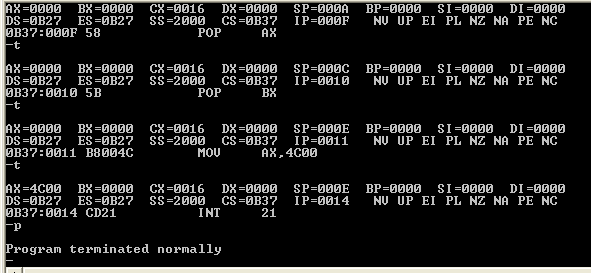 AX=0000  BX=0000  CX=0016  DX=0000  SP=000A  BP=0000  SI=0000  DI=0000
DS=0B27  ES=0B27  SS=2000  CS=0B37  IP=000F   NV UP EI PL NZ NA PE NC
0B37:000F 58            POP     AX
-t
AX=0000  BX=0000  CX=0016  DX=0000  SP=000C  BP=0000  SI=0000  DI=0000
DS=0B27  ES=0B27  SS=2000  CS=0B37  IP=0010   NV UP EI PL NZ NA PE NC
0B37:0010 5B            POP     BX
-t
AX=0000  BX=0000  CX=0016  DX=0000  SP=000E  BP=0000  SI=0000  DI=0000
DS=0B27  ES=0B27  SS=2000  CS=0B37  IP=0011   NV UP EI PL NZ NA PE NC
0B37:0011 B8004C        MOV     AX,4C00
-t
AX=4C00  BX=0000  CX=0016  DX=0000  SP=000E  BP=0000  SI=0000  DI=0000
DS=0B27  ES=0B27  SS=2000  CS=0B37  IP=0014   NV UP EI PL NZ NA PE NC
0B37:0014 CD21          INT     21
-p
Program terminated normally
-